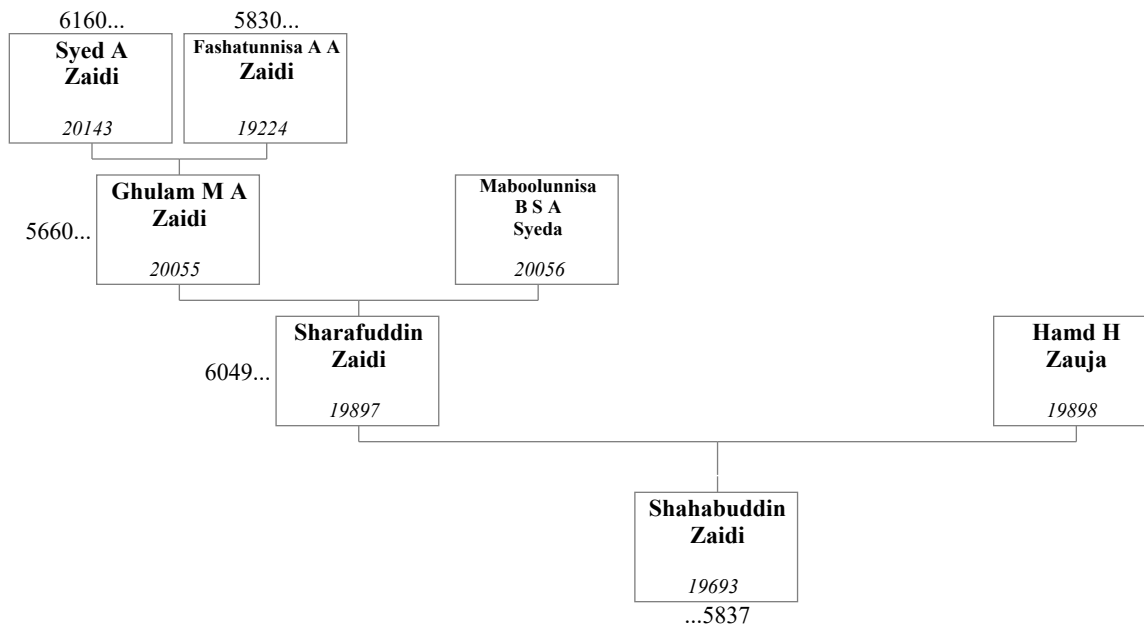 6160...
5830...
Syed A
Zaidi
20143
Fashatunnisa A A
Zaidi
19224
5660...
Ghulam M A
Zaidi
20055
Maboolunnisa
B S A
Syeda
20056
6049...
Sharafuddin
Zaidi
19897
Hamd H
Zauja
19898
Shahabuddin
Zaidi
19693
...5837